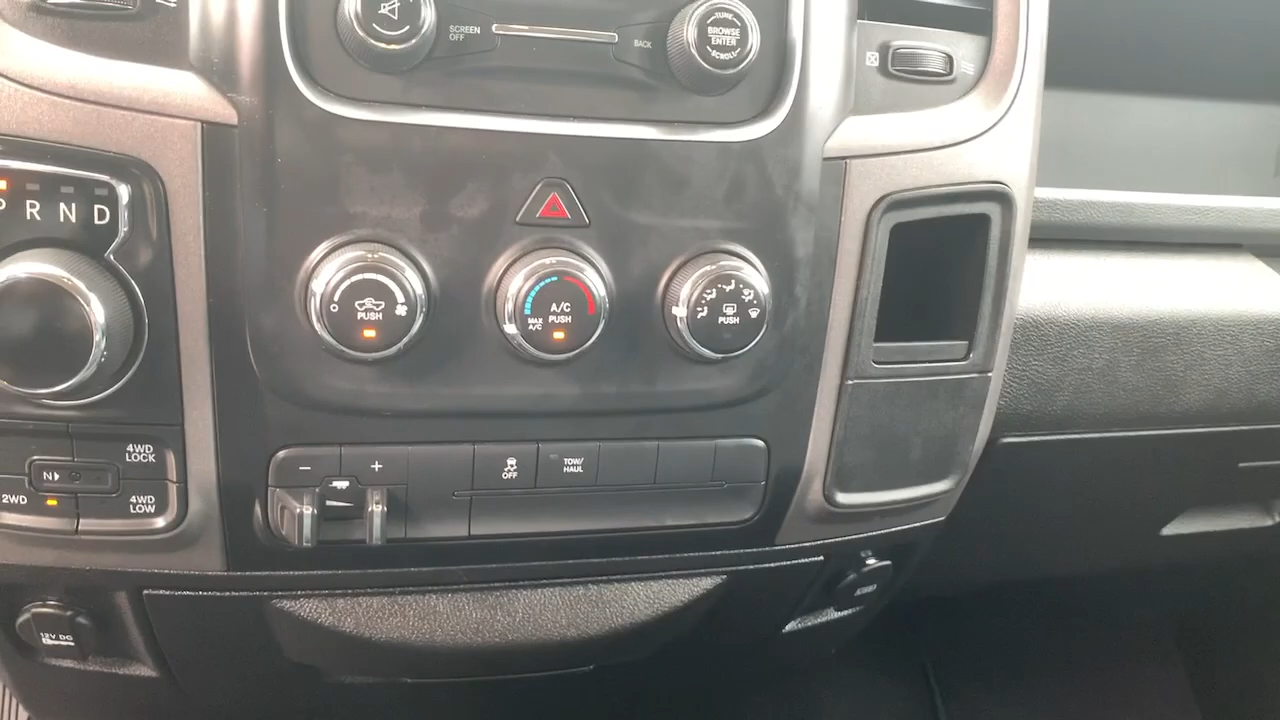 SCREEN
OFF
BACK
TUNE
BROWSE
ENTER
SCROLL
P R N D
PUSH
A/C
PUSH
MAX
A/C
PUSH
4WD
LOCK
N
2WD
4WD
LOW
- +
OFF
TOW/
HAUL
12V DC